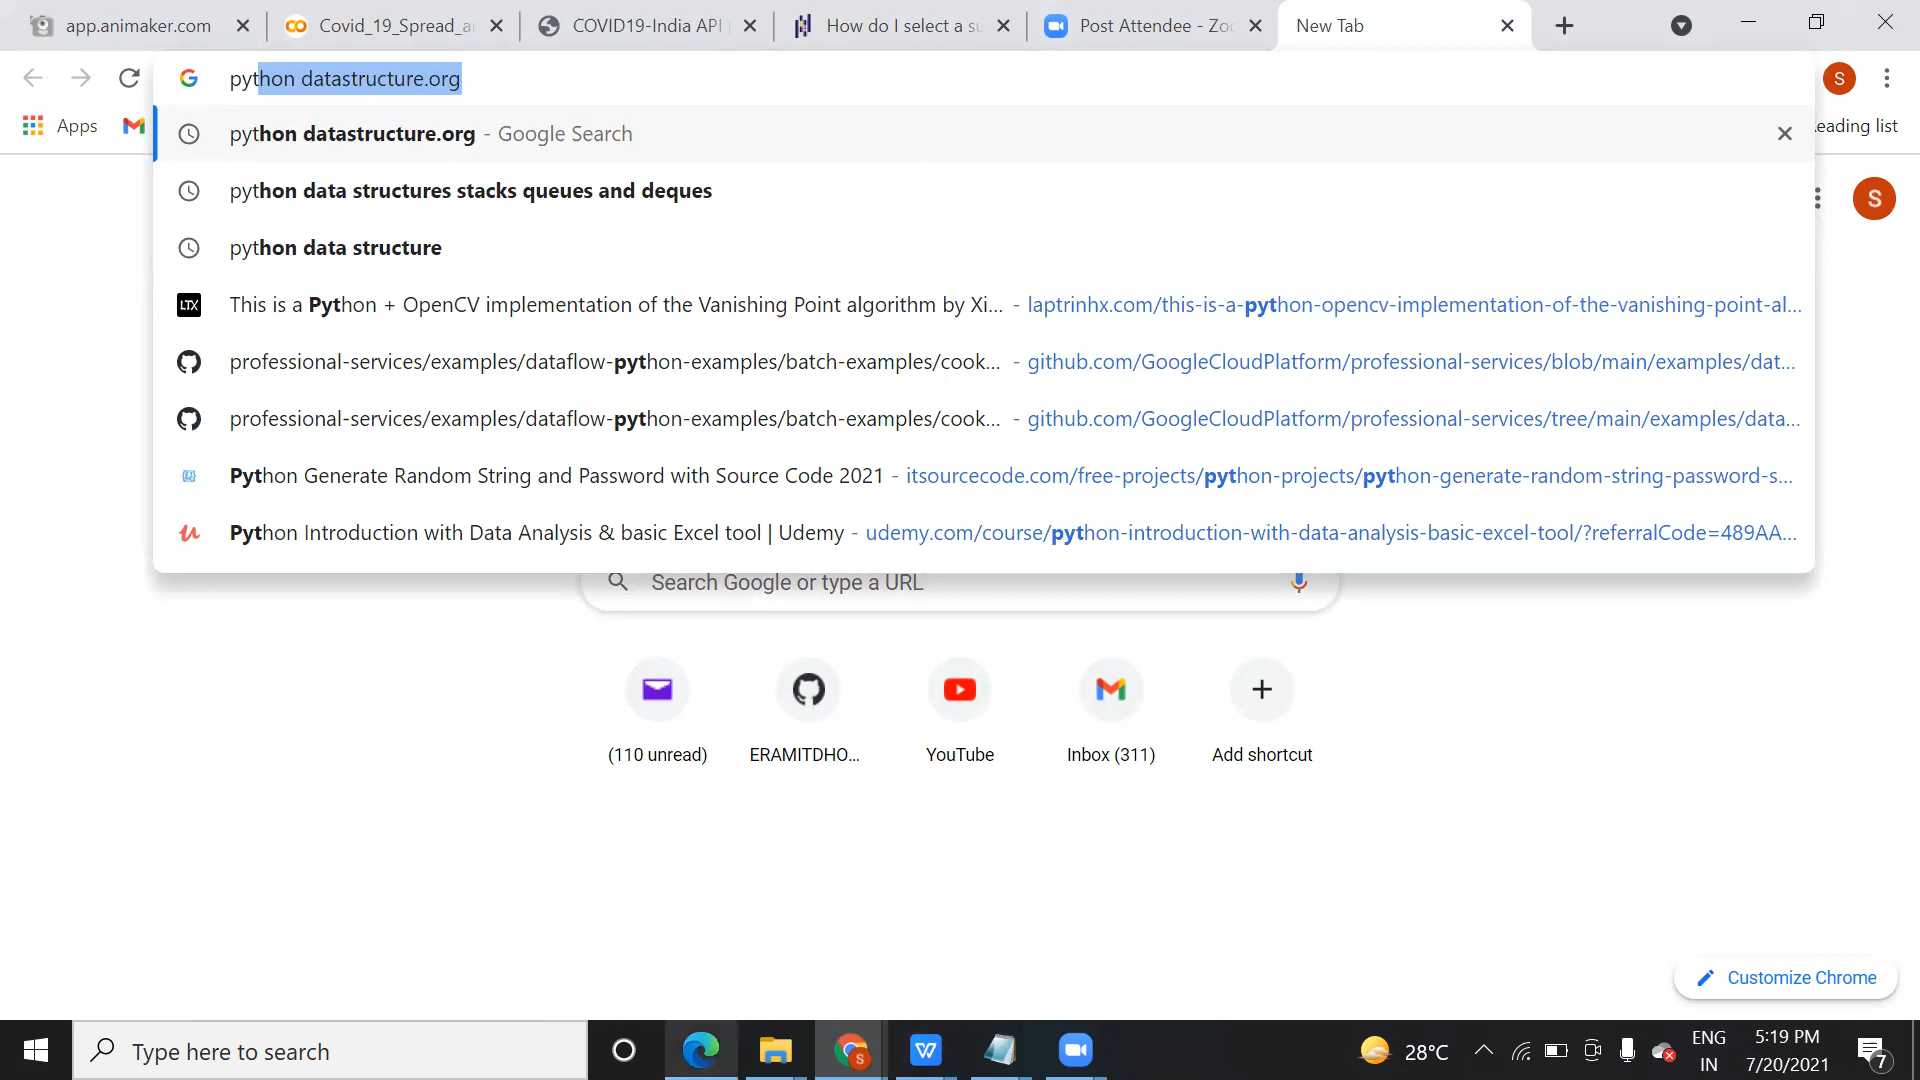 app.animaker.com
Covid_19_Spread_a
COVID19-India API
How do I select a su
Post Attendee - Zoo
New Tab
python datastructure.org
S
Apps
eading list
python datastructure.org - Google Search
python data structures stacks queues and deques
S
python data structure
LTX
This is a Python + OpenCV implementation of the Vanishing Point algorithm by Xi... - laptrinhx.com/this-is-a-python-opencv-implementation-of-the-vanishing-point-al...
professional-services/examples/dataflow-python-examples/batch-examples/cook... - github.com/GoogleCloudPlatform/professional-services/blob/main/examples/dat...
professional-services/examples/dataflow-python-examples/batch-examples/cook... - github.com/GoogleCloudPlatform/professional-services/tree/main/examples/data...
Python Generate Random String and Password with Source Code 2021 - itsourcecode.com/free-projects/python-projects/python-generate-random-string-password-s...
Python Introduction with Data Analysis & basic Excel tool | Udemy - udemy.com/course/python-introduction-with-data-analysis-basic-excel-tool/?referralCode=489AA...
Search Google or type a URL
(110 unread)
ERAMITDHO...
YouTube
Inbox (311)
Add shortcut
Customize Chrome
Type here to search
S
W
28°C
ENG
IN
5:19 PM
7/20/2021
7